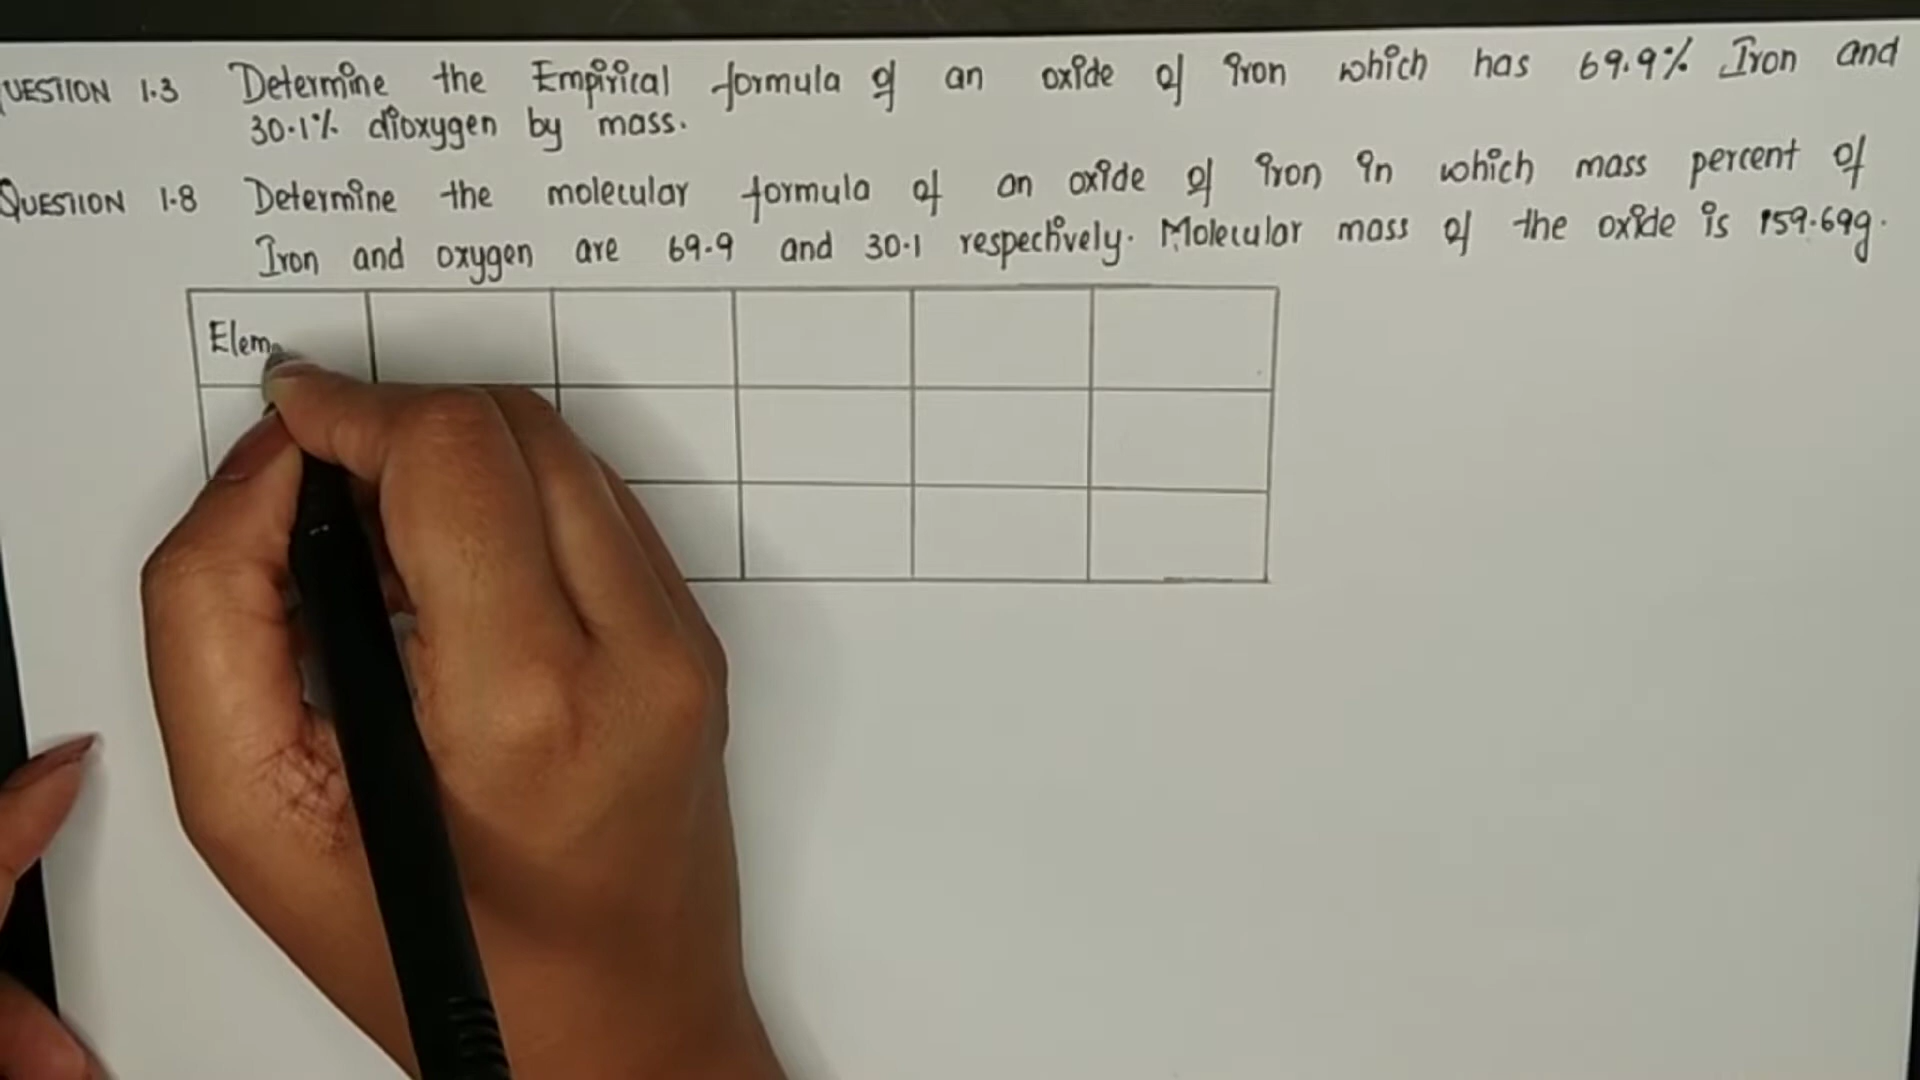 QUESTION 1.3 Determine the Empirical formula of an oxide of iron which has 69.9% Iron and
30.1% dioxygen by mass.
QUESTION 1.8 Determine the molecular formula of an oxide of iron in which mass percent of
Iron and oxygen are 69.9 and 30.1 respectively. Molecular mass of the oxide is 159.69g.
Elem